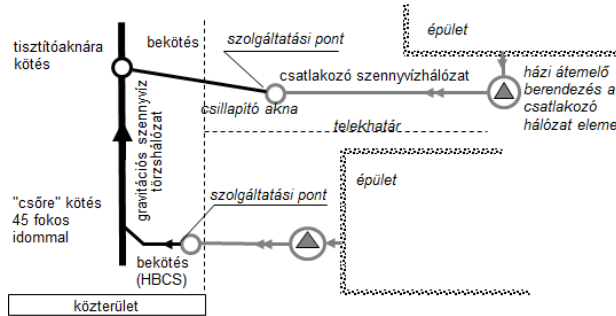 épület
tisztítóaknára
kötés
bekötés
szolgáltatási pont
csatlakozó szennyvízhálózat
házi átemelő
berendezés a
csatlakozó
hálózat eleme
csillapító akna
telekhatár
gravitációs szennyvíz
törzshálózat
épület
szolgáltatási pont
"csőre" kötés
45 fokos
idommal
bekötés
(HBCS)
közterület